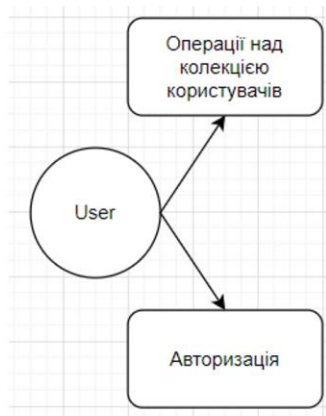 Операції над
колекцією
користувачів
User
Авторизація